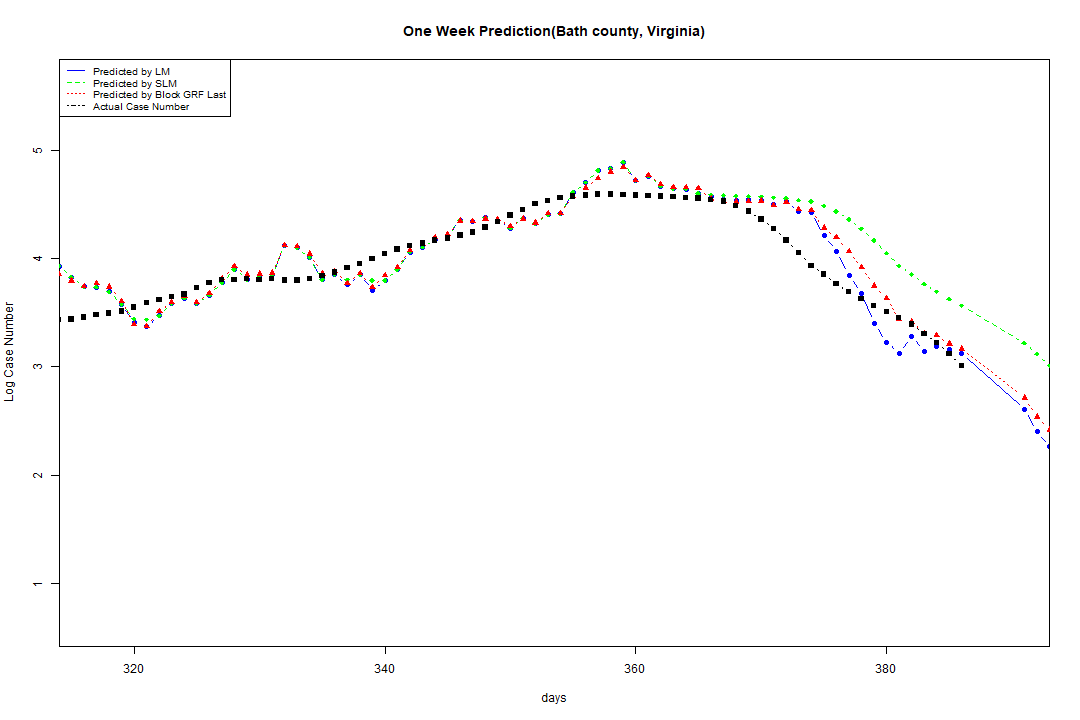 One Week Prediction(Bath county, Virginia)
Predicted by LM
Predicted by SLM
Predicted by Block GRF Last
Actual Case Number
5
4
3
2
1
Log Case Number
320
340
360
380
days